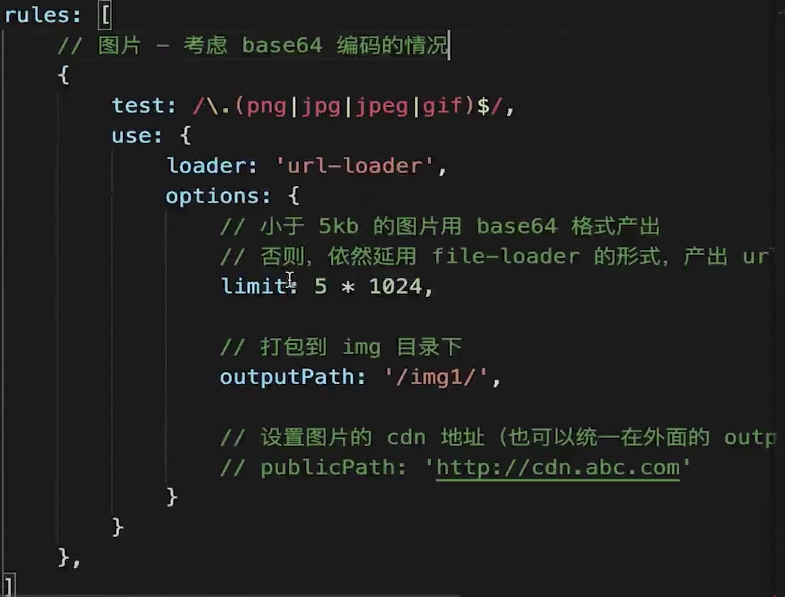 rules: [
// 图片 - 考虑 base64 编码的情况
{
test: /\.(png|jpg|jpeg|gif)$/,
use: {
loader: 'url-loader',
options: {
// 小于 5kb 的图片用 base64 格式产出
// 否则，依然延用 file-loader 的形式，产出 ur
limit: 5 * 1024,
// 打包到 img 目录下
outputPath: '/img1/',
// 设置图片的 cdn 地址（也可以统一在外面的 outp
// publicPath: 'http://cdn.abc.com'
}
}
},
]